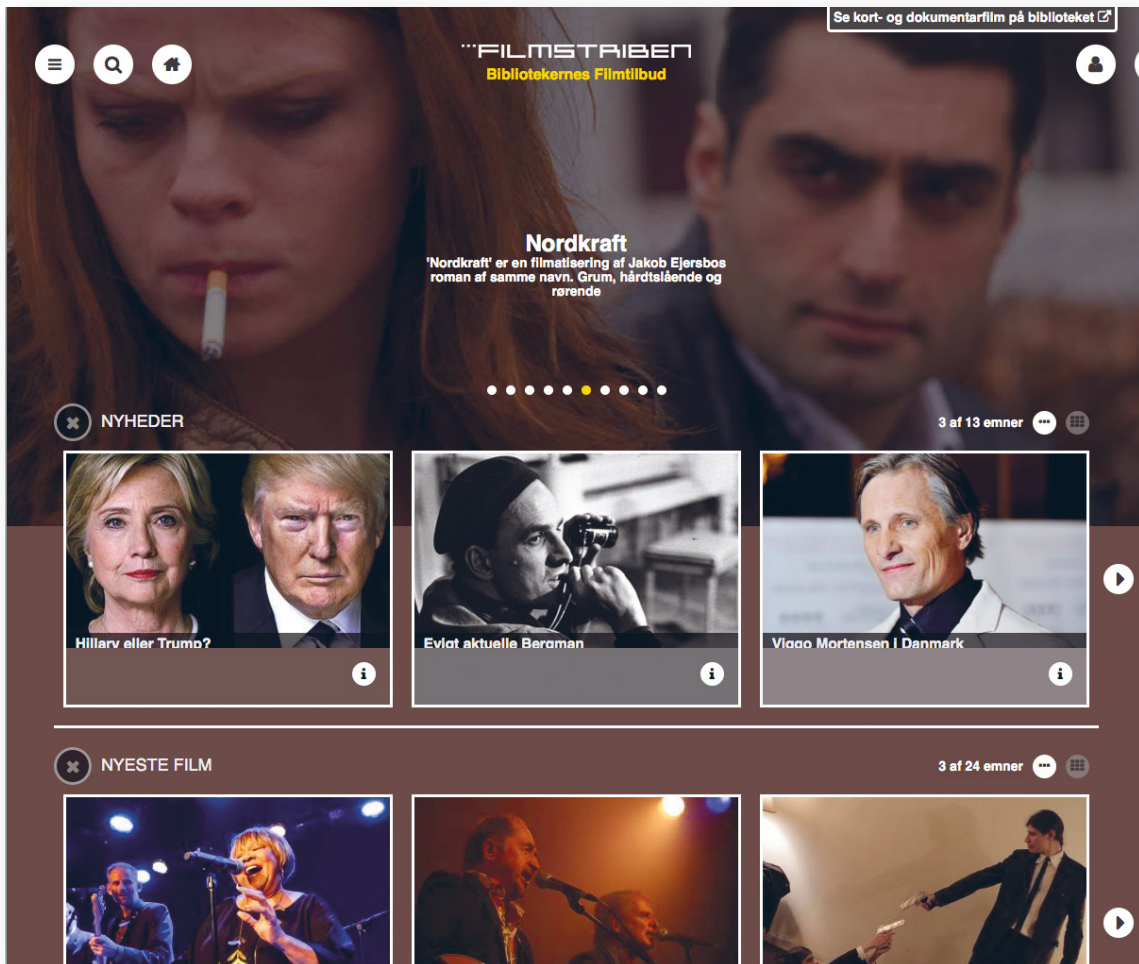 Se kort- og dokumentarfilm på biblioteket
FILMSTRIBEN
Bibliotekernes Filmtilbud
Nordkraft
'Nordkraft' er en filmatisering af Jakob Ejersbos
roman af samme navn. Grum, hårdtslående og
rørende
NYHEDER
3 af 13 emner
Hillary eller Trump?
Evigt aktuelle Bergman
Viggo Mortensen I Danmark
NYESTE FILM
3 af 24 emner